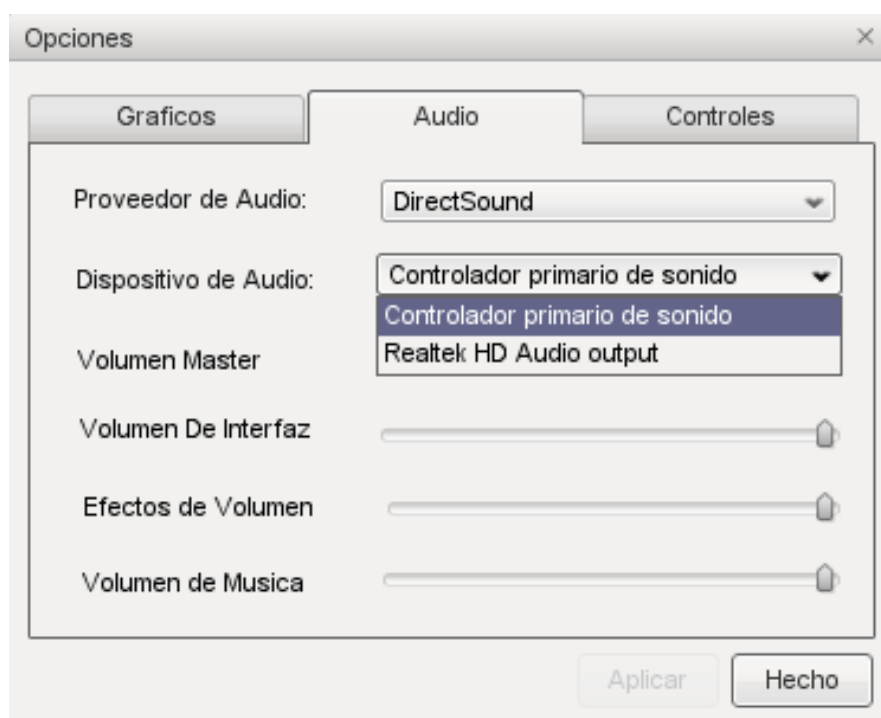 Opciones
Graficos
Audio
Controles
Proveedor de Audio:
DirectSound
Dispositivo de Audio:
Controlador primario de sonido
Controlador primario de sonido
Realtek HD Audio output
Volumen Master
Volumen De Interfaz
Efectos de Volumen
Volumen de Musica
Aplicar
Hecho